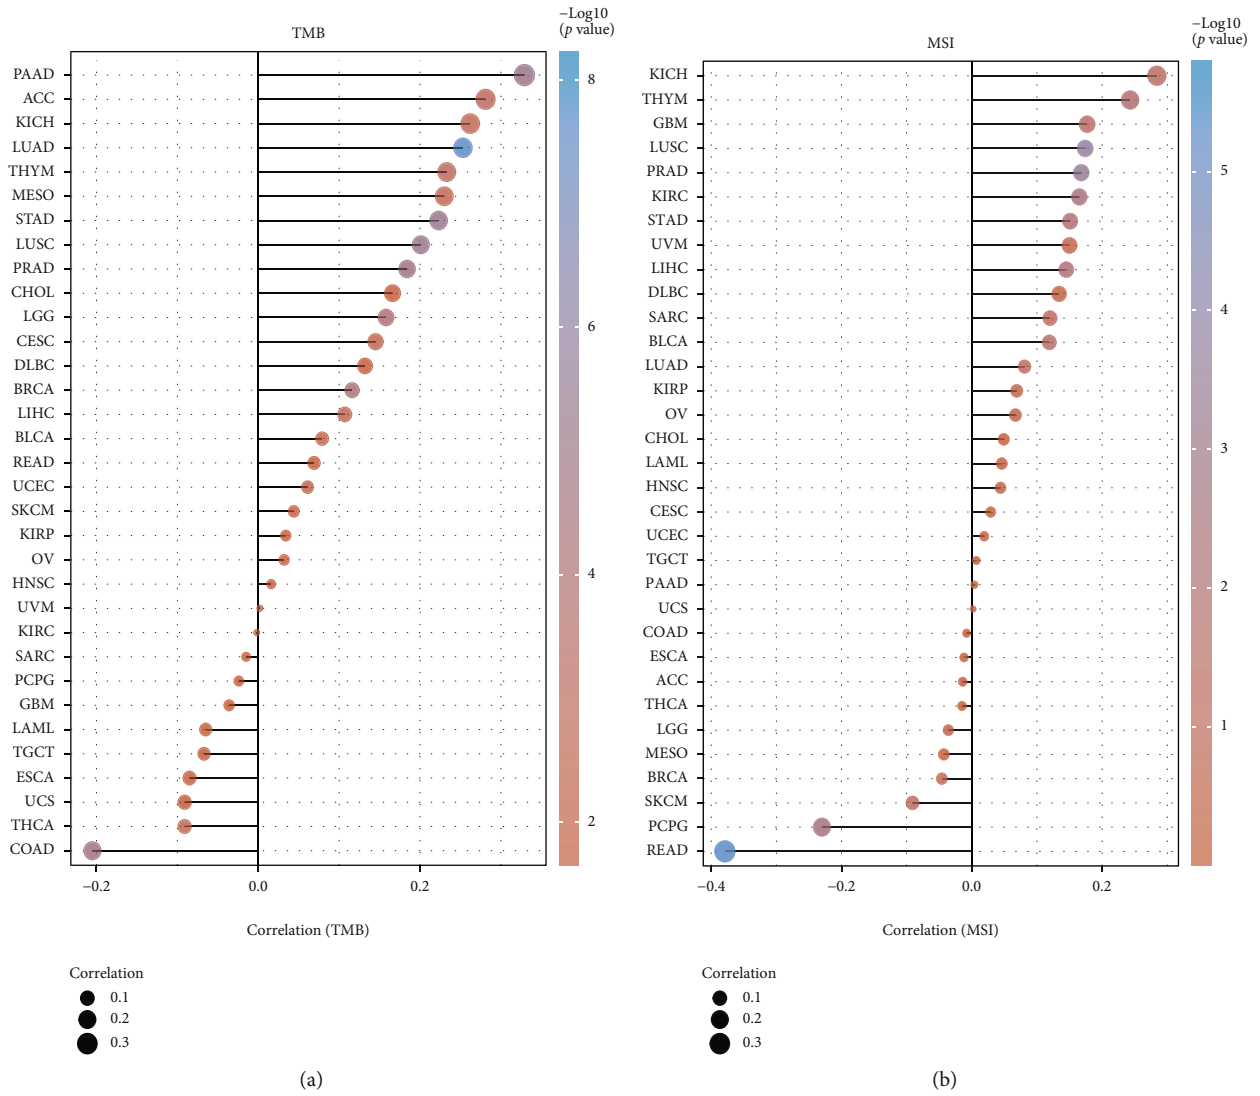 TMB
−Log10
(p value)
PAAD
ACC
KICH
LUAD
THYM
MESO
STAD
LUSC
PRAD
CHOL
LGG
CESC
DLBC
BRCA
LIHC
BLCA
READ
UCEC
SKCM
KIRP
OV
HNSC
UVM
KIRC
SARC
PCPG
GBM
LAML
TGCT
ESCA
UCS
THCA
COAD
8
6
4
2
−0.2 0.0 0.2
Correlation (TMB)
Correlation
0.1
0.2
0.3
(a)
MSI
−Log10
(p value)
KICH
THYM
GBM
LUSC
PRAD
KIRC
STAD
UVM
LIHC
DLBC
SARC
BLCA
LUAD
KIRP
OV
CHOL
LAML
HNSC
CESC
UCEC
TGCT
PAAD
UCS
COAD
ESCA
ACC
THCA
LGG
MESO
BRCA
SKCM
PCPG
READ
5
4
3
2
1
−0.4 −0.2 0.0 0.2
Correlation (MSI)
Correlation
0.1
0.2
0.3
(b)